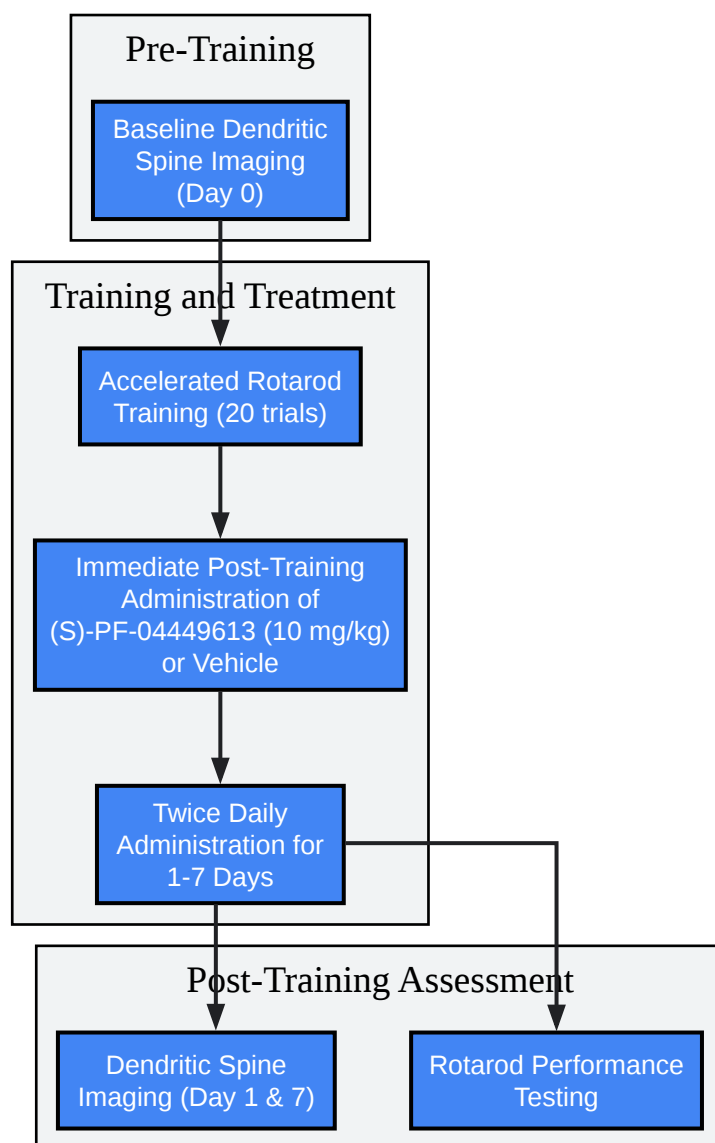 Pre-Training
Baseline Dendritic
Spine Imaging
(Day 0)
Training and Treatment
Accelerated Rotarod
Training (20 trials)
Immediate Post-Training
Administration of
(S)-PF-04449613 (10 mg/kg)
or Vehicle
Twice Daily
Administration for
1-7 Days
Post-Training Assessment
Dendritic Spine
Imaging (Day 1 & 7)
Rotarod Performance
Testing